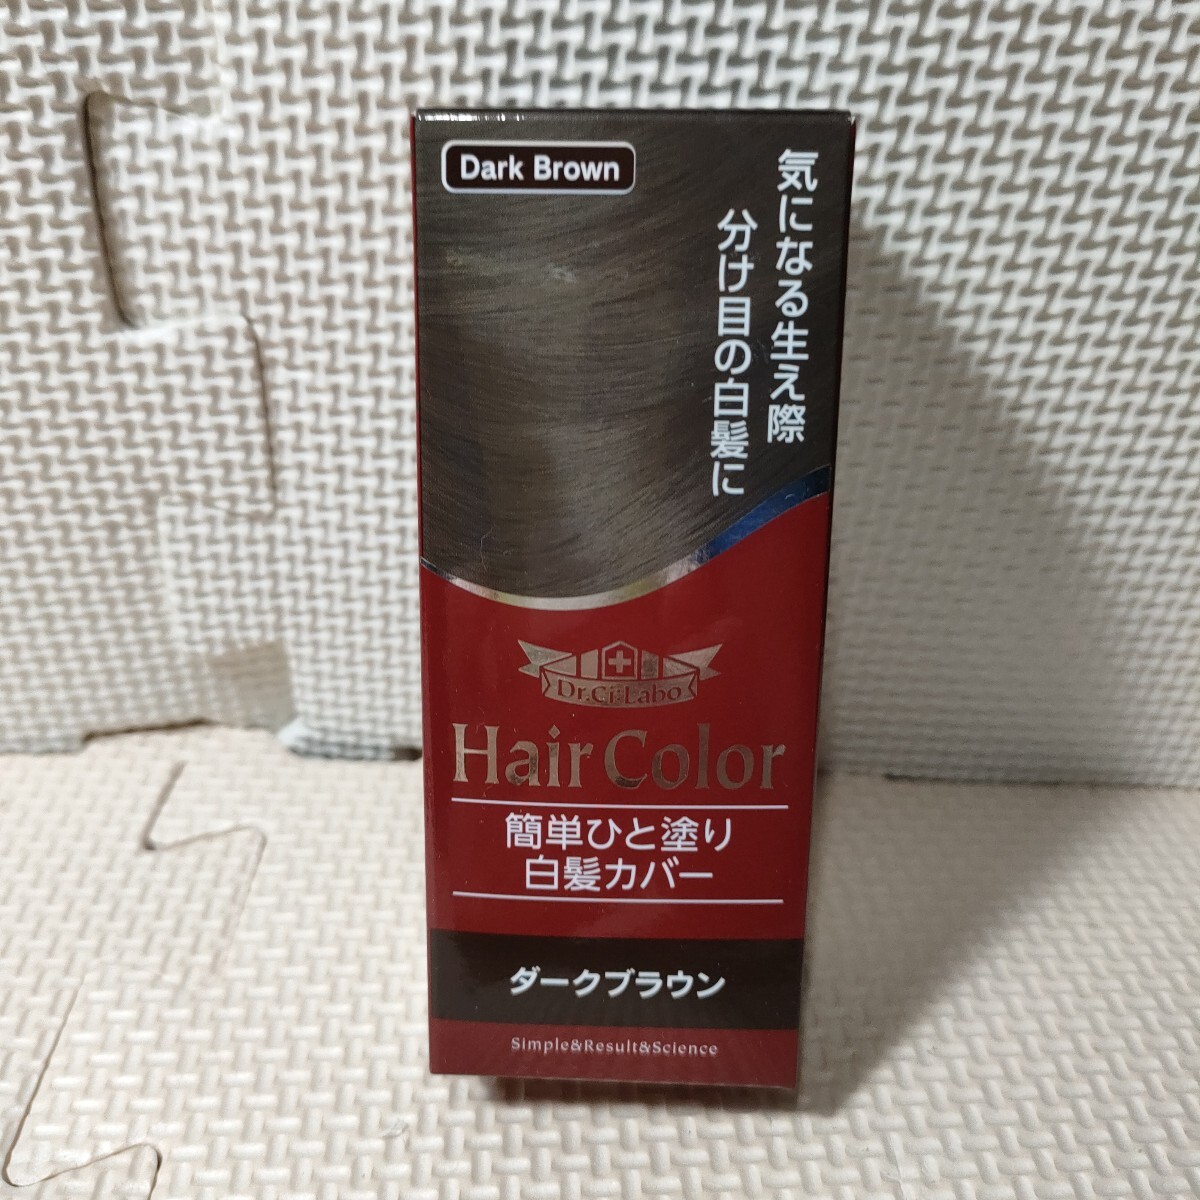 Dark Brown
気になる生え際
分け目の白髪に
Dr.Ci:Labo
Hair Color
簡単ひと塗り
白髪カバー
ダークブラウン
Simple&Result&Science